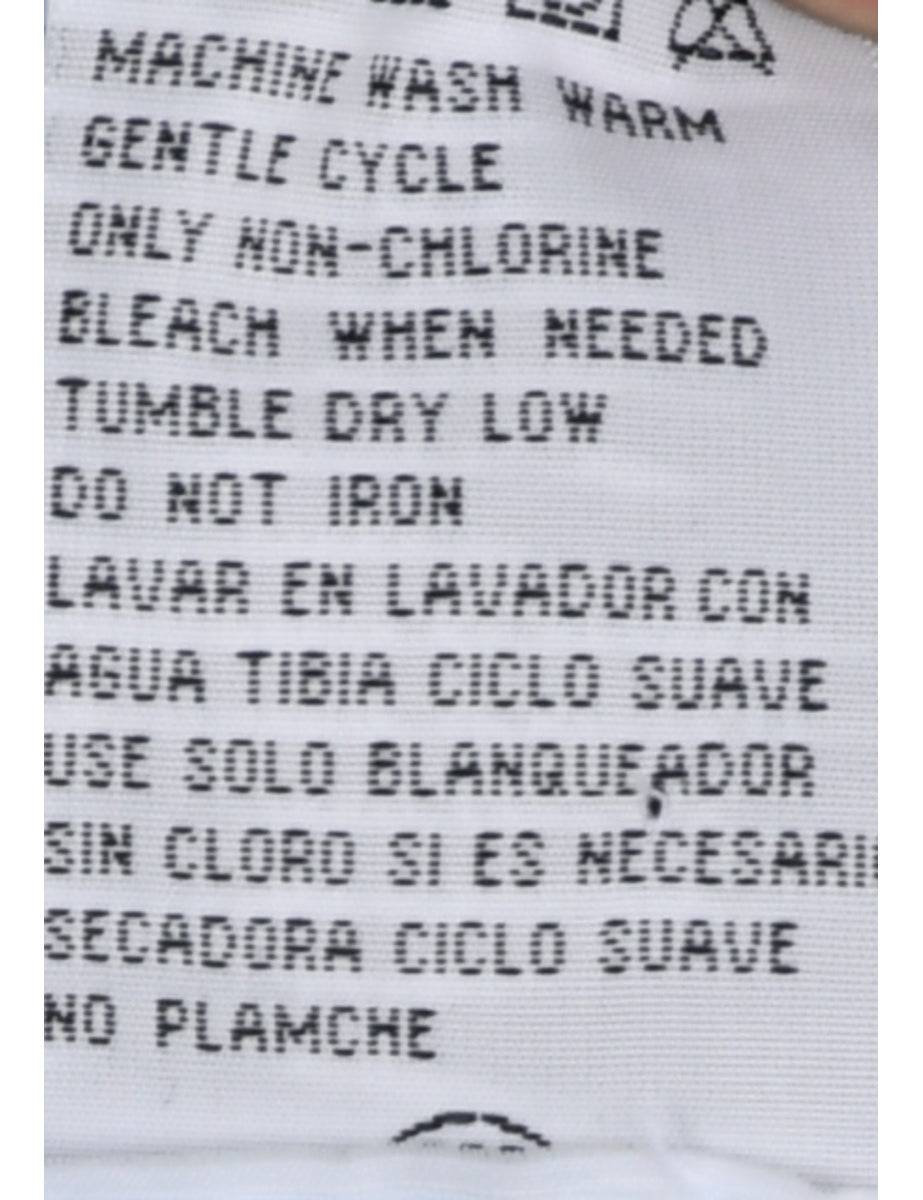 MACHINE WASH WARM
GENTLE CYCLE
ONLY NON-CHLORINE
BLEACH WHEN NEEDED
TUMBLE DRY LOW
DO NOT IRON
LAVAR EN LAVADOR CON
AGUA TIBIA CICLO SUAVE
USE SOLO BLANQUEADOR
SIN CLORO SI ES NECESARI
SECADORA CICLO SUAVE
NO PLAMCHE